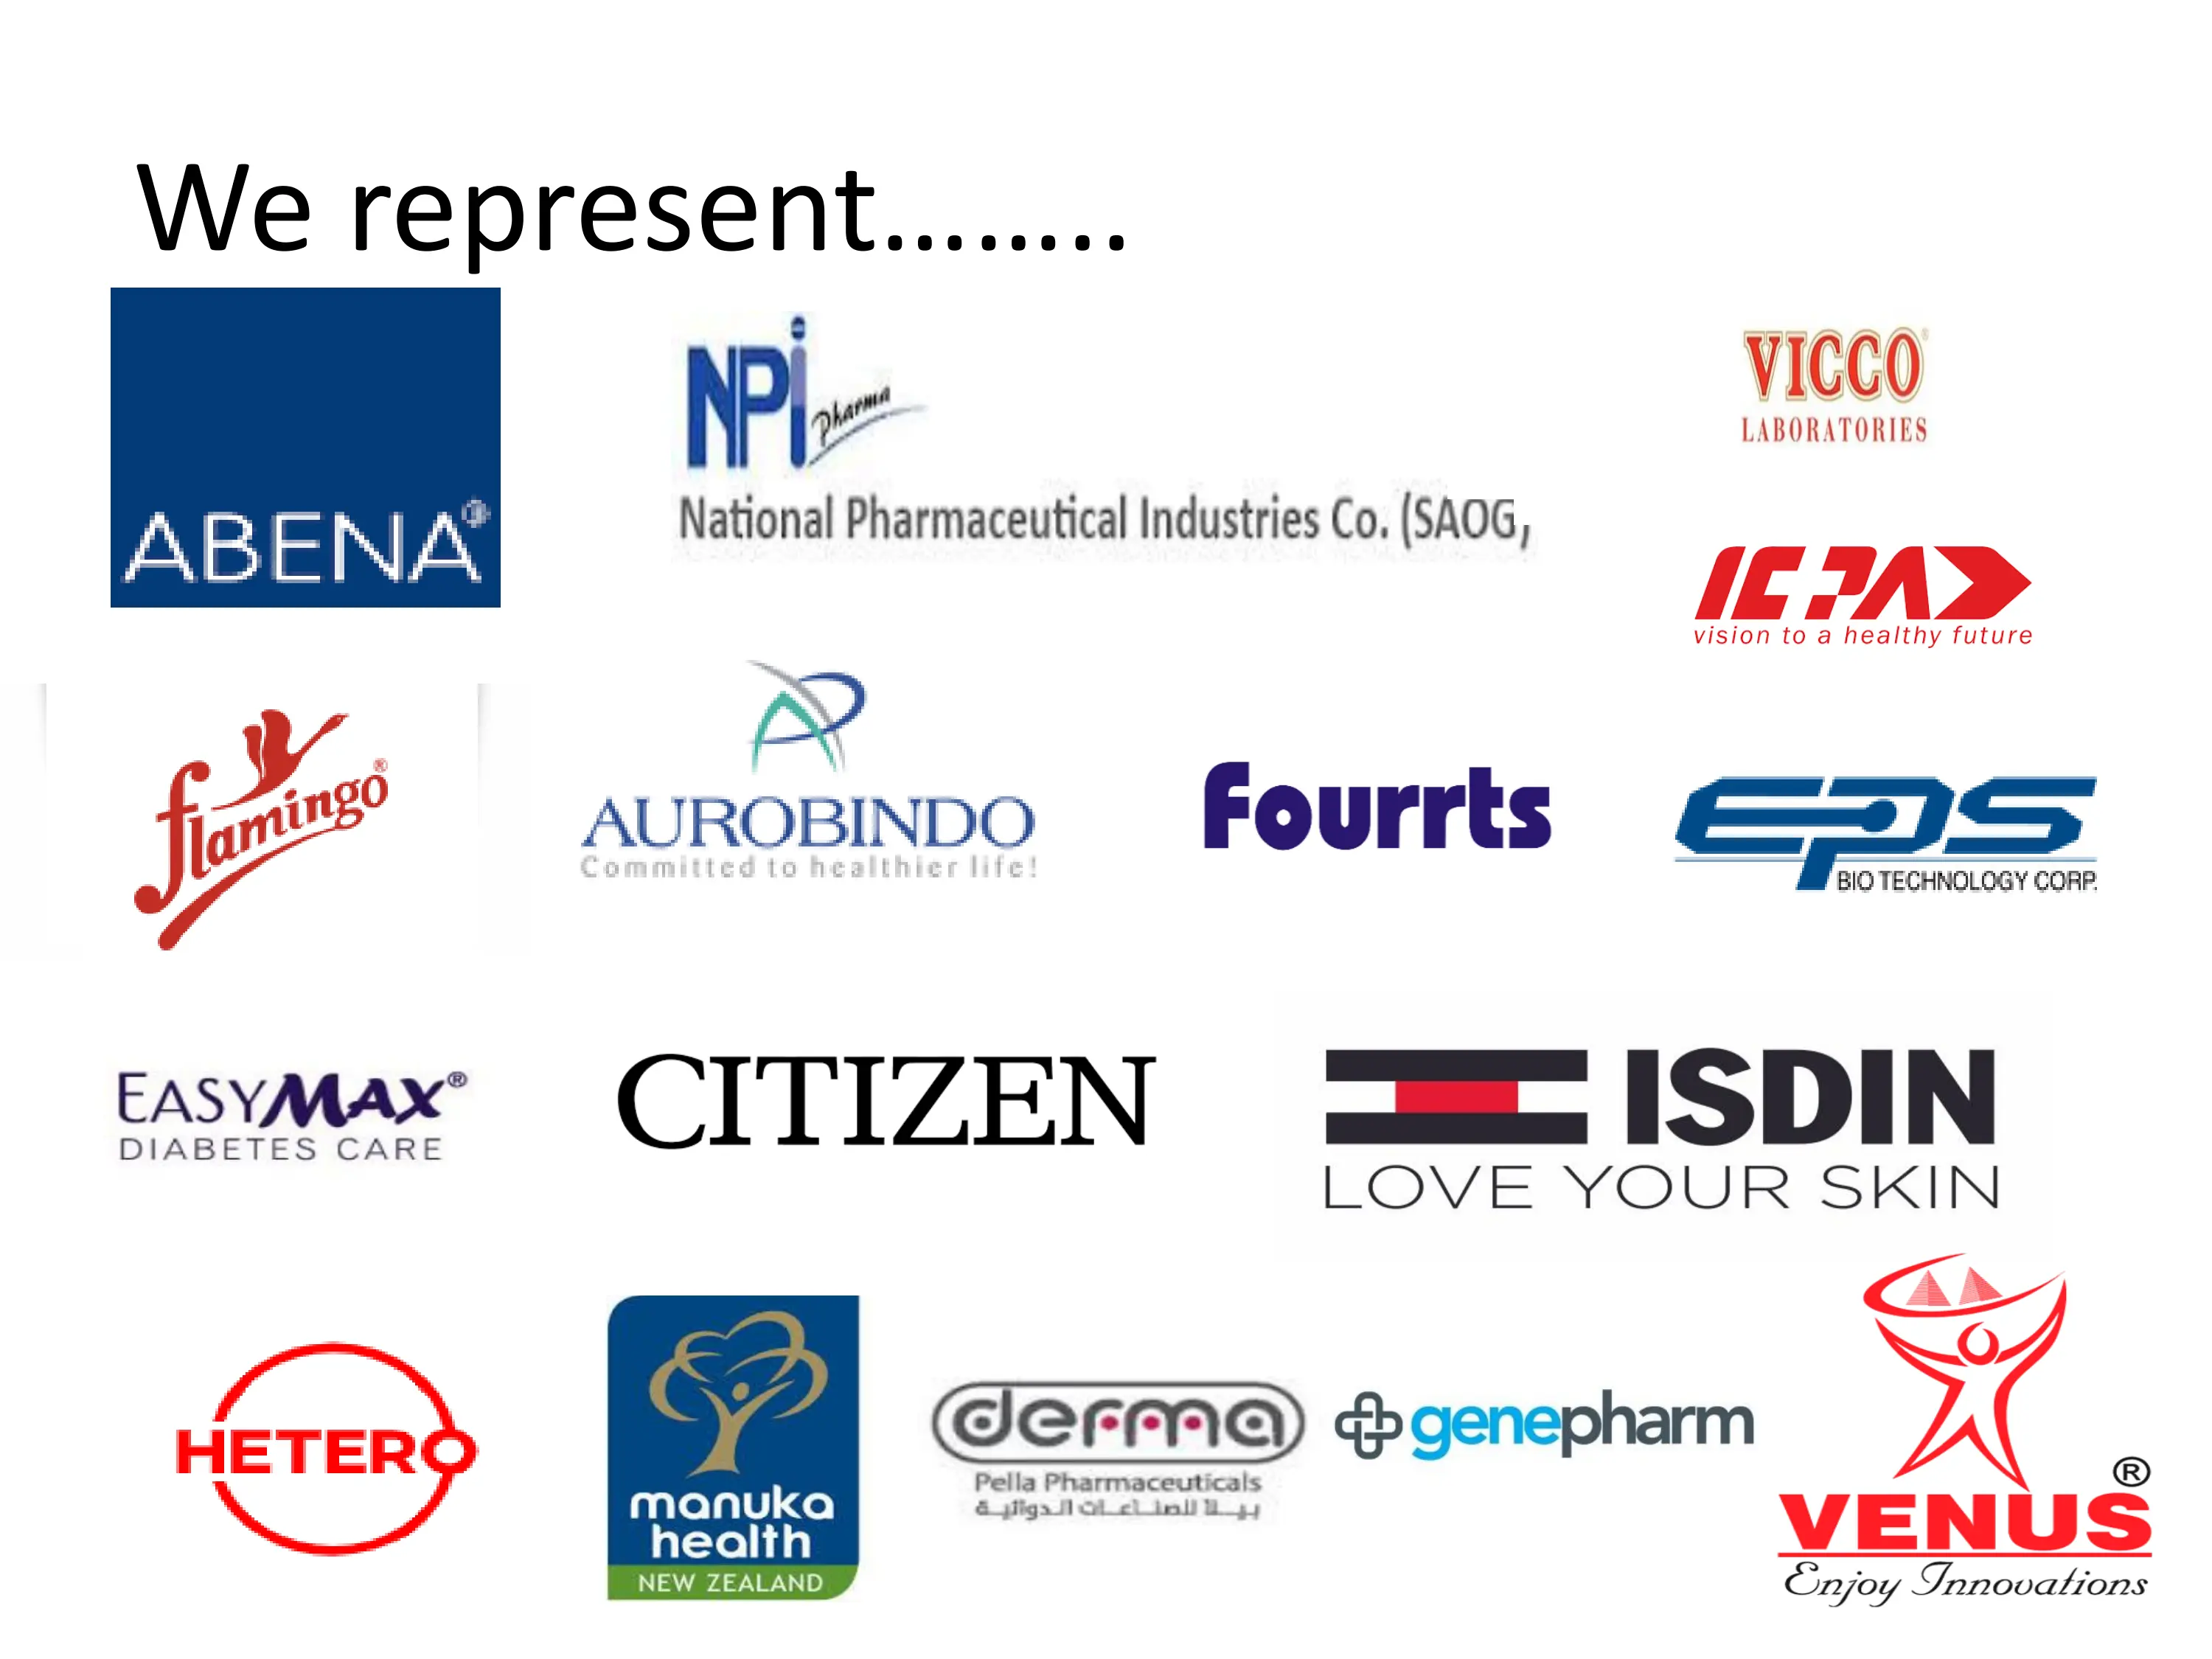 We represent........
ABENA®
NPi Pharma
National Pharmaceutical Industries Co. (SAOG,
VICCO®
LABORATORIES
ICPA
vision to a healthy future
flamingo®
AUROBINDO
Committed to healthier life!
Fourrts
eps
BIO TECHNOLOGY CORP.
EASYMAX®
DIABETES CARE
CITIZEN
ISDIN
LOVE YOUR SKIN
HETERO
manuka
health
NEW ZEALAND
derma
Pella Pharmaceuticals
بيلا للصناعات الدوائية
genepharm
VENUS®
Enjoy Innovations